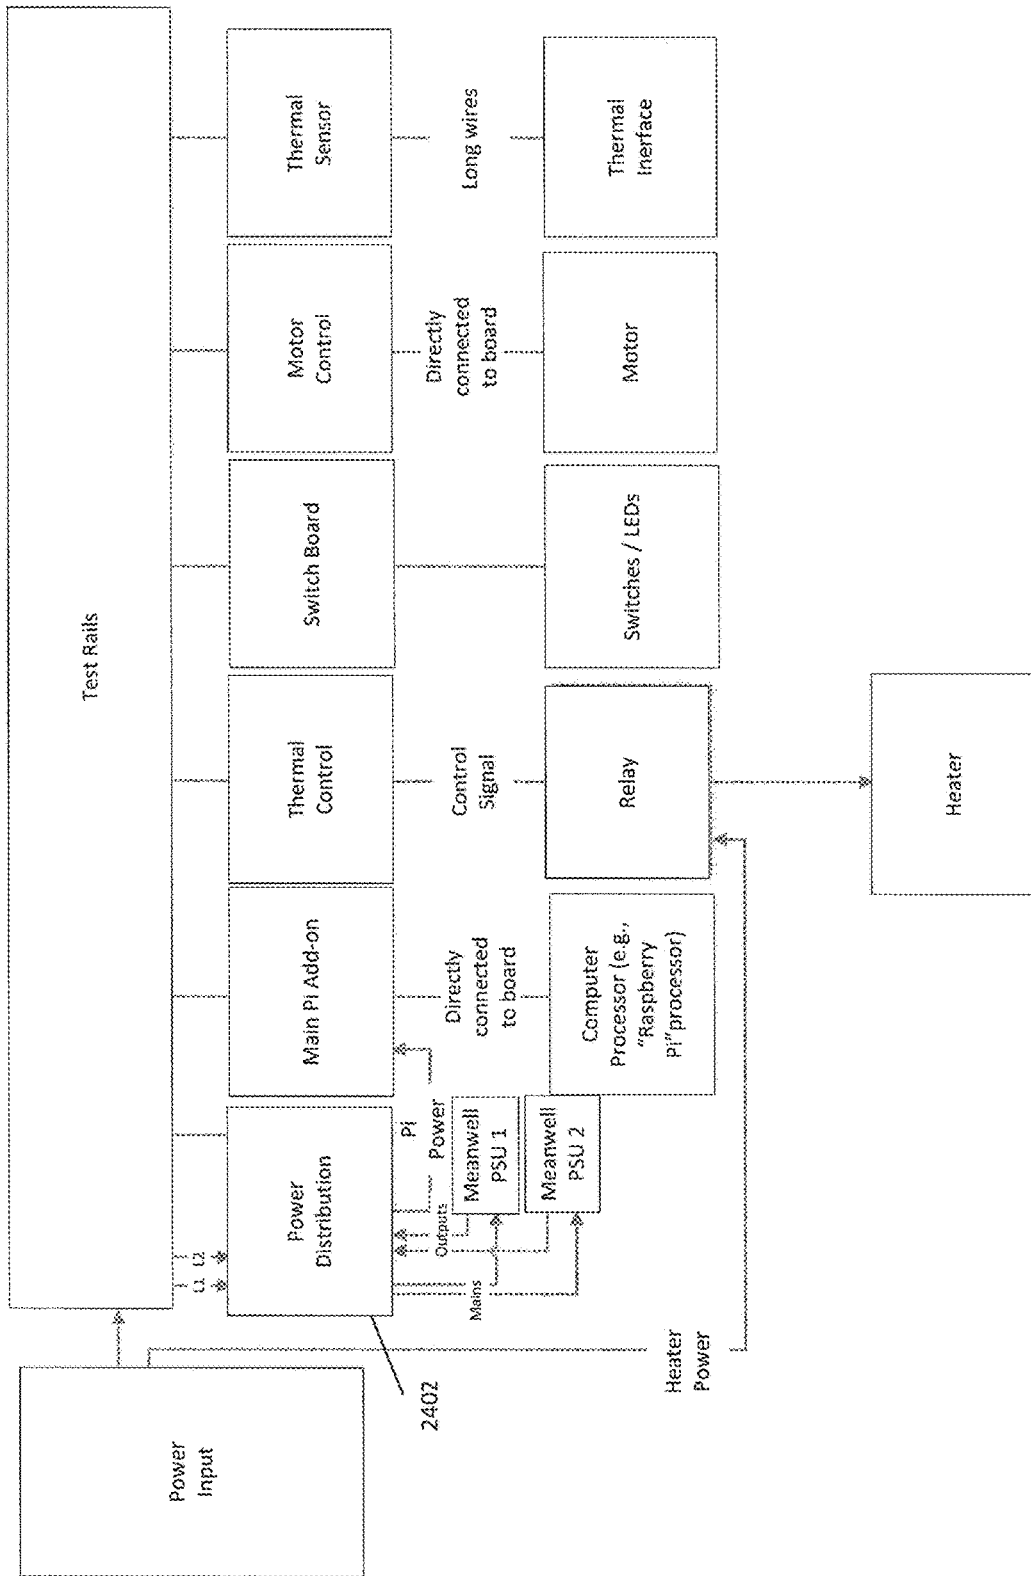 Test Rails
Power
Input
L1
L2
Power
Distribution
Main Pi Add-on
Thermal
Control
Switch Board
Motor
Control
Thermal
Sensor
2402
Mains
Outputs
Pi
Power
Directly
connected
to board
Control
Signal
Directly
connected
to board
Long wires
Meanwell
PSU 1
Meanwell
PSU 2
Computer
Processor (e.g.,
"Raspberry
Pi"processor)
Relay
Switches / LEDs
Motor
Thermal
Inerface
Heater
Power
Heater